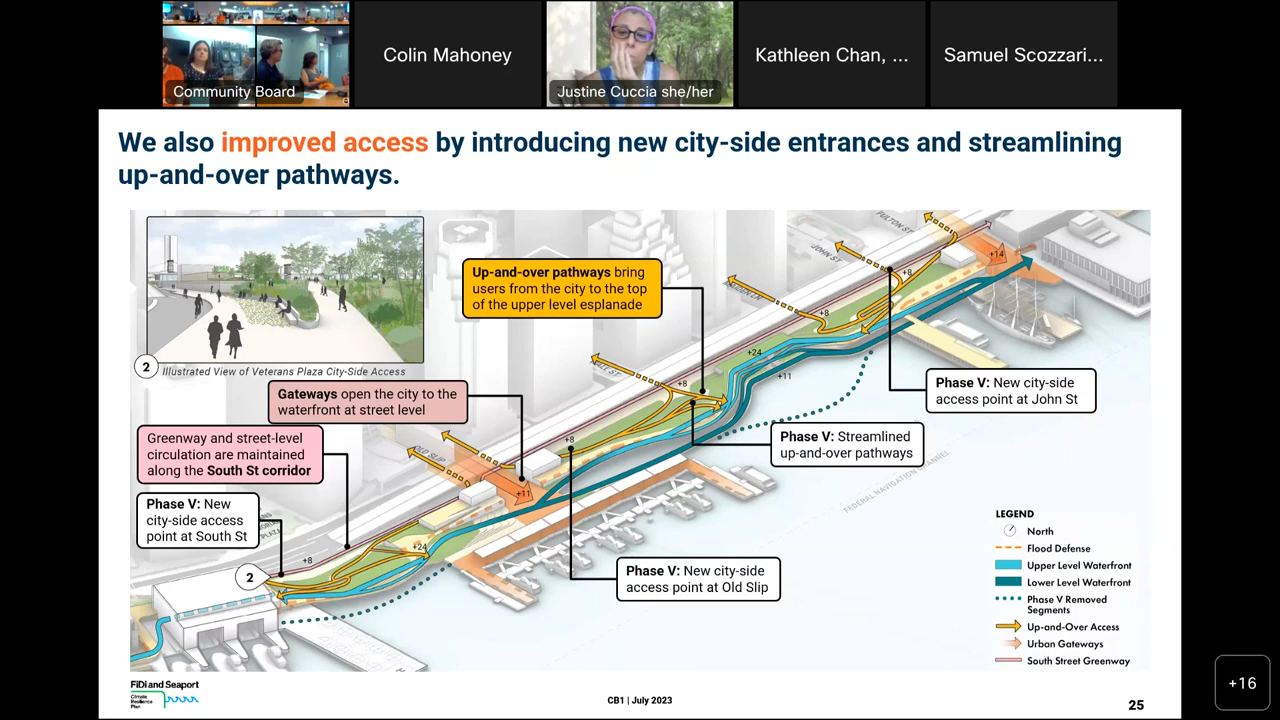 Community Board
Colin Mahoney
Justine Cuccia she/her
Kathleen Chan, ...
Samuel Scozzari...
We also improved access by introducing new city-side entrances and streamlining
up-and-over pathways.
2
Illustrated View of Veterans Plaza City-Side Access
Up-and-over pathways bring
users from the city to the top
of the upper level esplanade
FULTON ST
JOHN ST
+14
+8
+8
+24
+11
+8
Gateways open the city to the
waterfront at street level
Greenway and street-level
circulation are maintained
along the South St corridor
Phase V: New
city-side access
point at South St
OLD SLIP
+8
+11
+24
+8
2
Phase V: New city-side
access point at John St
Phase V: Streamlined
up-and-over pathways
Phase V: New city-side
access point at Old Slip
FEDERAL NAVIGATION CHANNEL
LEGEND
North
Flood Defense
Upper Level Waterfront
Lower Level Waterfront
Phase V Removed
Segments
Up-and-Over Access
Urban Gateways
South Street Greenway
FiDi and Seaport
Climate
Resilience
Plan
CB1 | July 2023
25
+16